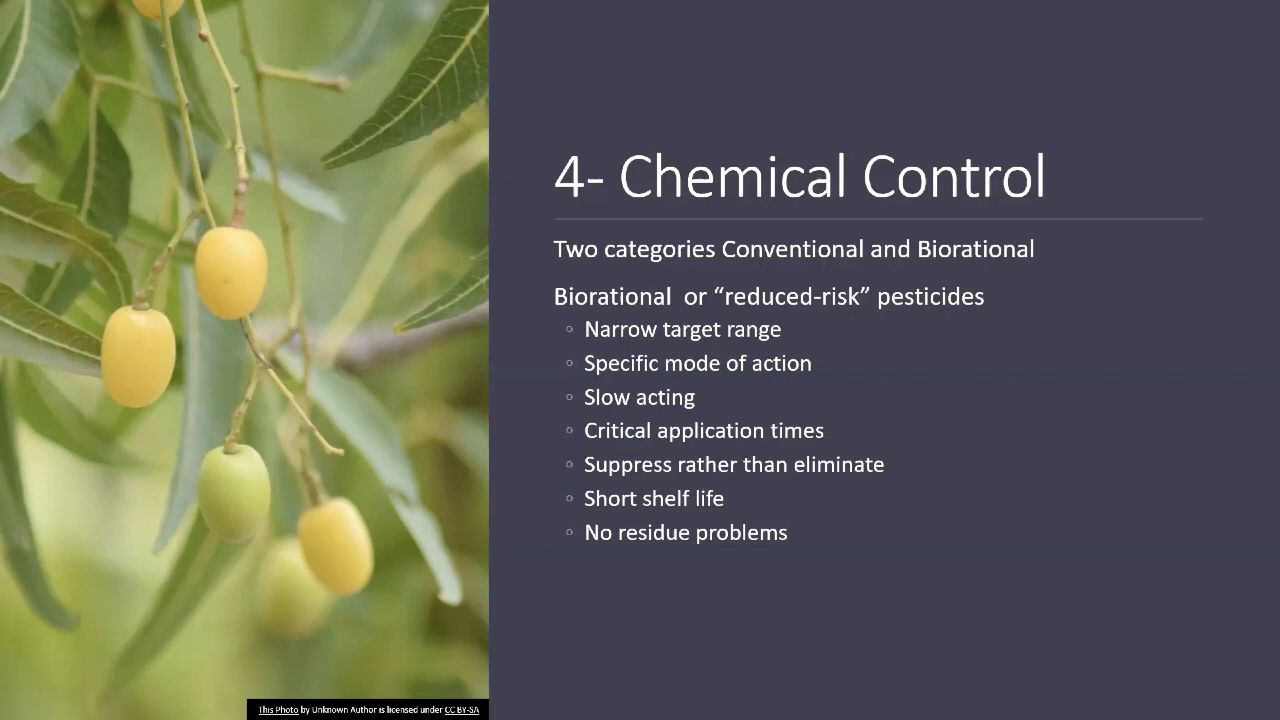 4- Chemical Control
Two categories Conventional and Biorational
Biorational or “reduced-risk” pesticides
◦ Narrow target range
◦ Specific mode of action
◦ Slow acting
◦ Critical application times
◦ Suppress rather than eliminate
◦ Short shelf life
◦ No residue problems
This Photo by Unknown Author is licensed under CC BY-SA